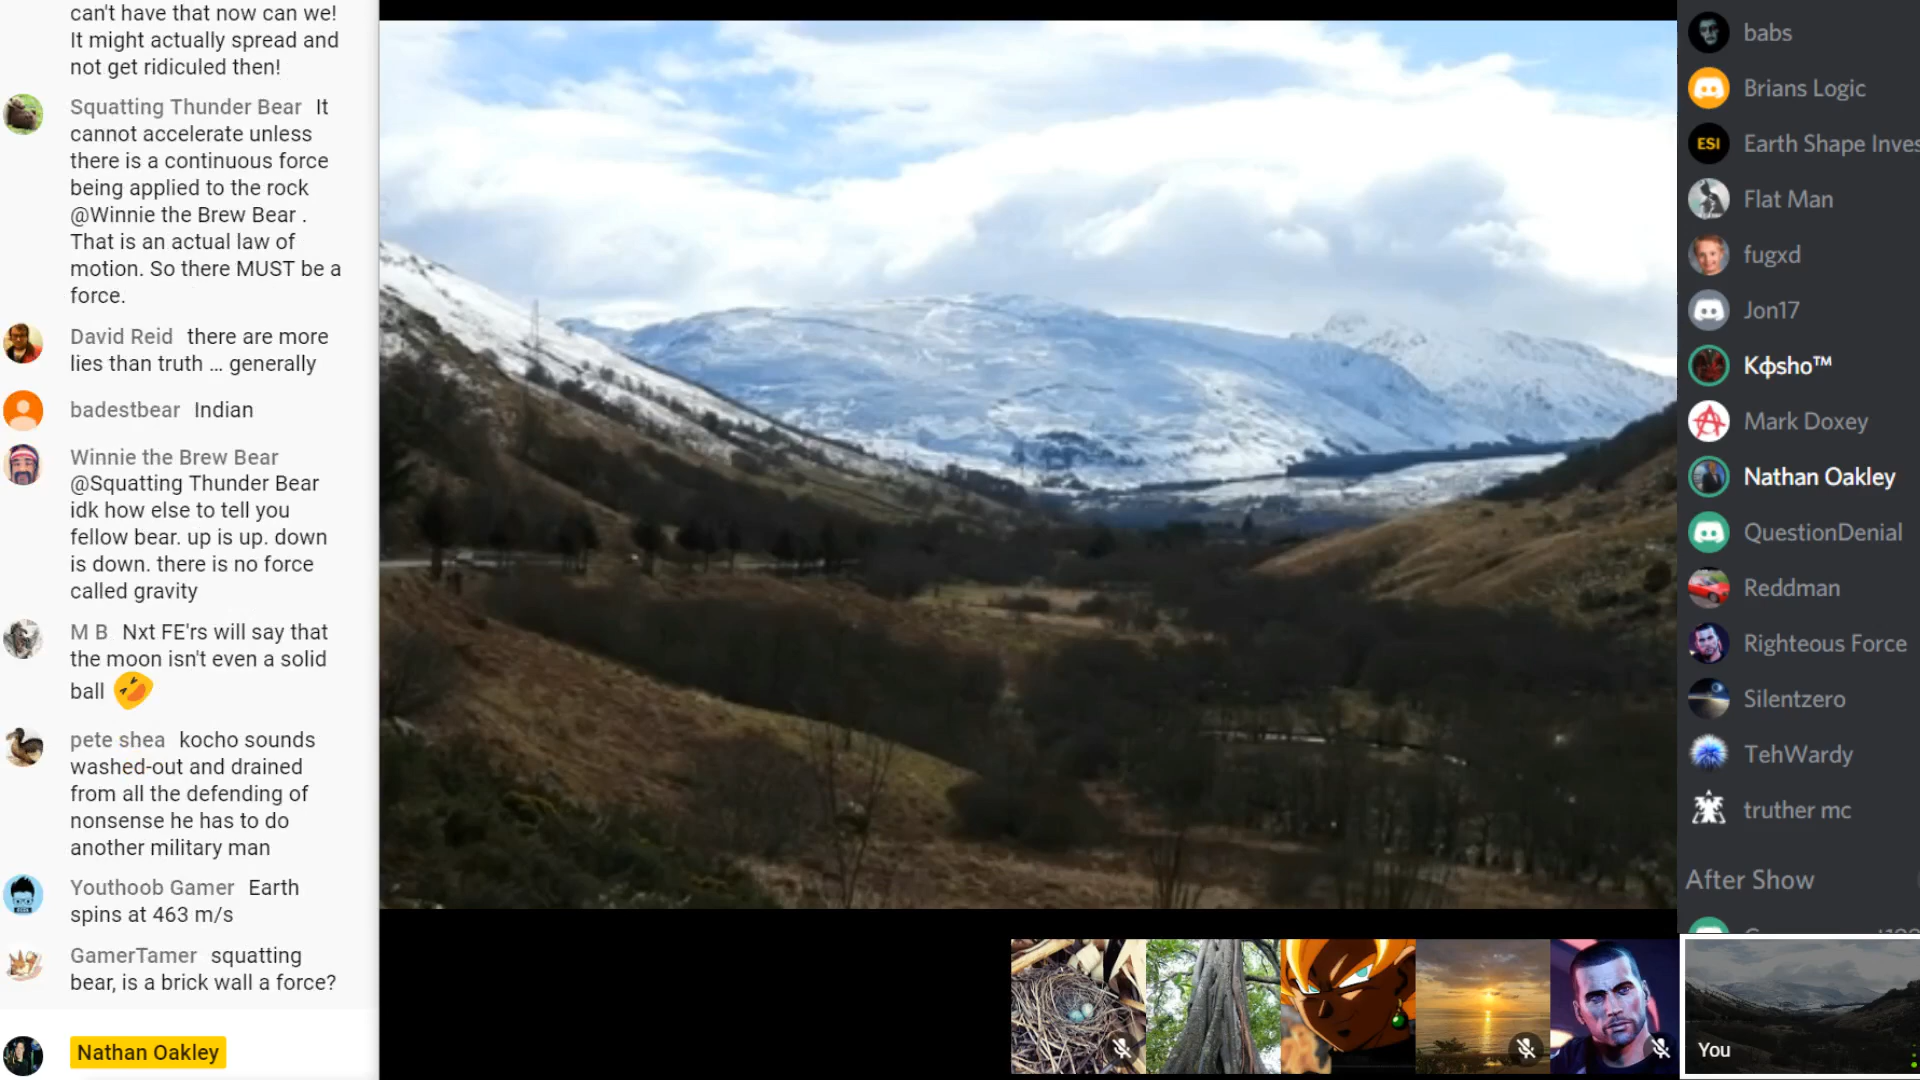 can't have that now can we!
It might actually spread and
not get ridiculed then!
Squatting Thunder Bear It
cannot accelerate unless
there is a continuous force
being applied to the rock
@Winnie the Brew Bear .
That is an actual law of
motion. So there MUST be a
force.
David Reid there are more
lies than truth ... generally
badestbear Indian
Winnie the Brew Bear
@Squatting Thunder Bear
idk how else to tell you
fellow bear. up is up. down
is down. there is no force
called gravity
M B Nxt FE'rs will say that
the moon isn't even a solid
ball
pete shea kocho sounds
washed-out and drained
from all the defending of
nonsense he has to do
another military man
Youthoob Gamer Earth
spins at 463 m/s
GamerTamer squatting
bear, is a brick wall a force?
Nathan Oakley
babs
Brians Logic
ESI
Earth Shape Inves
Flat Man
fugxd
Jon17
Kфsho™
Mark Doxey
Nathan Oakley
QuestionDenial
Reddman
Righteous Force
Silentzero
TehWardy
truther mc
After Show
You